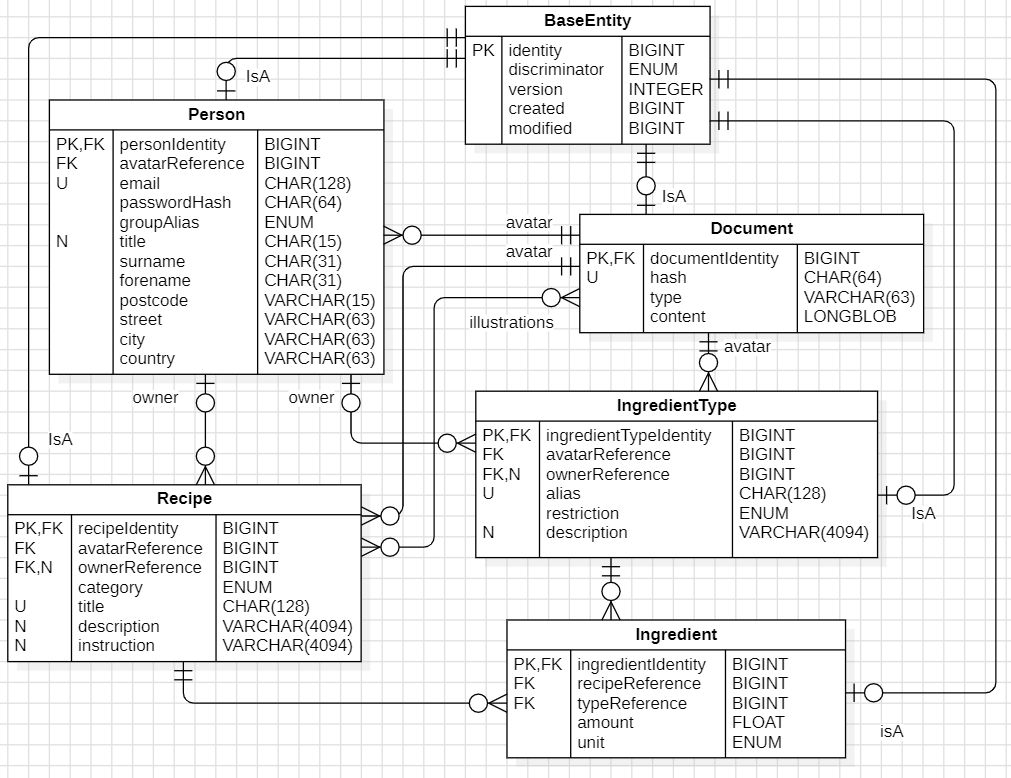 BaseEntity
PK identity BIGINT
discriminator ENUM
version INTEGER
created BIGINT
modified BIGINT
IsA
Person
PK,FK personIdentity BIGINT
FK avatarReference BIGINT
U email CHAR(128)
passwordHash CHAR(64)
groupAlias ENUM
N title CHAR(15)
surname CHAR(31)
forename CHAR(31)
postcode VARCHAR(15)
street VARCHAR(63)
city VARCHAR(63)
country VARCHAR(63)
IsA
avatar
avatar
illustrations
Document
PK,FK documentIdentity BIGINT
U hash CHAR(64)
type VARCHAR(63)
content LONGBLOB
avatar
owner
owner
IsA
IngredientType
PK,FK ingredientTypeIdentity BIGINT
FK avatarReference BIGINT
FK,N ownerReference BIGINT
U alias CHAR(128)
restriction ENUM
N description VARCHAR(4094)
IsA
Recipe
PK,FK recipeIdentity BIGINT
FK avatarReference BIGINT
FK,N ownerReference BIGINT
category ENUM
U title CHAR(128)
N description VARCHAR(4094)
N instruction VARCHAR(4094)
Ingredient
PK,FK ingredientIdentity BIGINT
FK recipeReference BIGINT
FK typeReference BIGINT
amount FLOAT
unit ENUM
isA